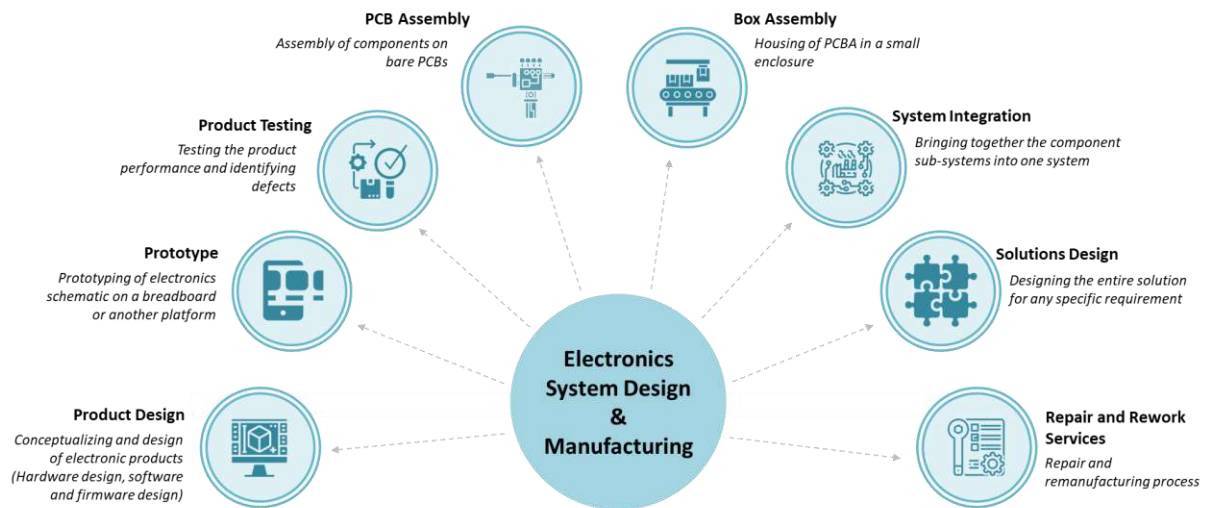 PCB Assembly
Assembly of components on
bare PCBs
Box Assembly
Housing of PCBA in a small
enclosure
Product Testing
Testing the product
performance and identifying
defects
System Integration
Bringing together the component
sub-systems into one system
Prototype
Prototyping of electronics
schematic on a breadboard
or another platform
Solutions Design
Designing the entire solution
for any specific requirement
Electronics
System Design
&
Manufacturing
Product Design
Conceptualizing and design
of electronic products
(Hardware design, software
and firmware design)
Repair and Rework
Services
Repair and
remanufacturing process